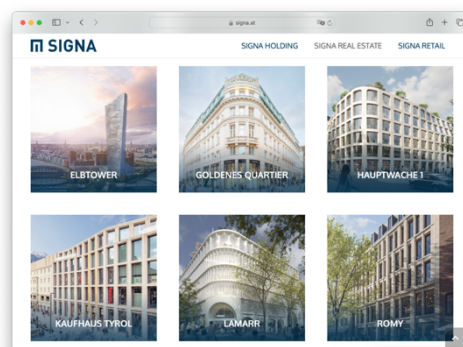 signa.at
SIGNA
SIGNA HOLDING SIGNA REAL ESTATE SIGNA RETAIL
ELBTOWER GOLDENES QUARTIER HAUPTWACHE 1
KAUFHAUS TYROL LAMARR ROMY